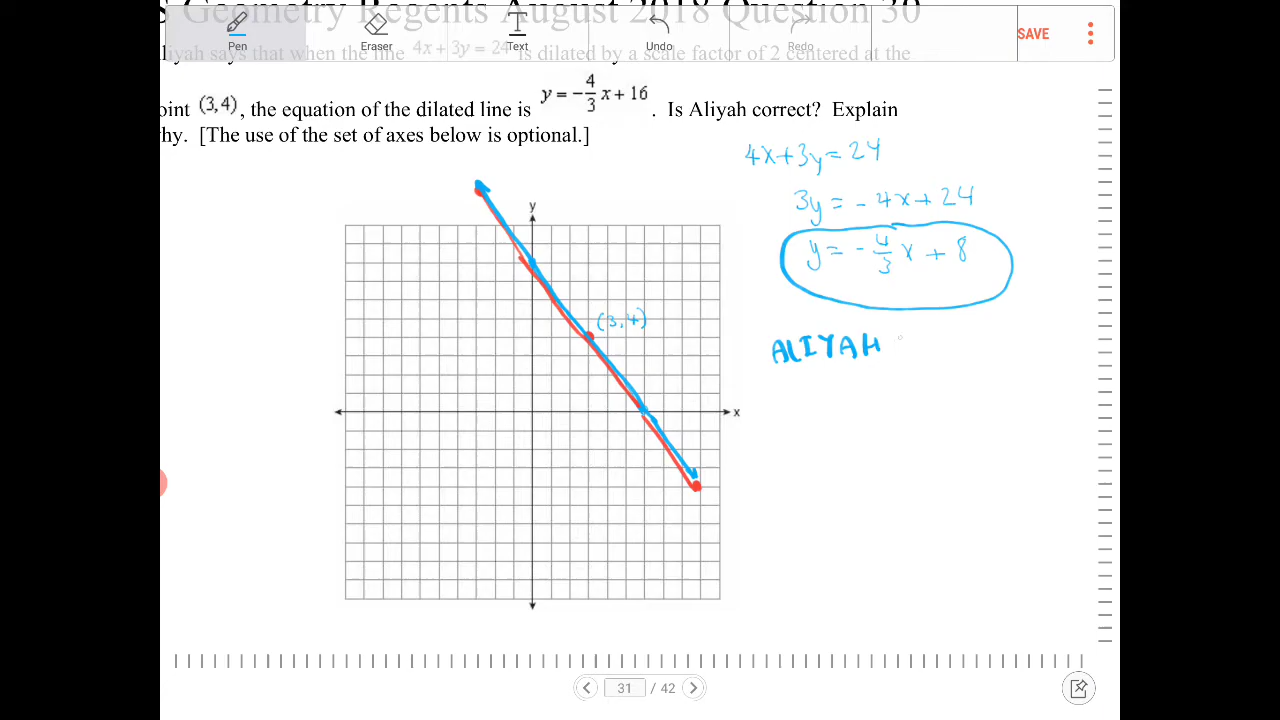 S Geometry Regents August 2018 Question 30
Pen
Eraser
Text
Undo
Redo
SAVE
liyah says that when the line 4x + 3y = 24 is dilated by a scale factor of 2 centered at the
oint (3,4), the equation of the dilated line is y = -4/3 x + 16. Is Aliyah correct? Explain
hy. [The use of the set of axes below is optional.]
4x+3y=24
3y = -4x+24
y = -4/3 x + 8
y
(3,4)
ALIYAH
x
31 / 42